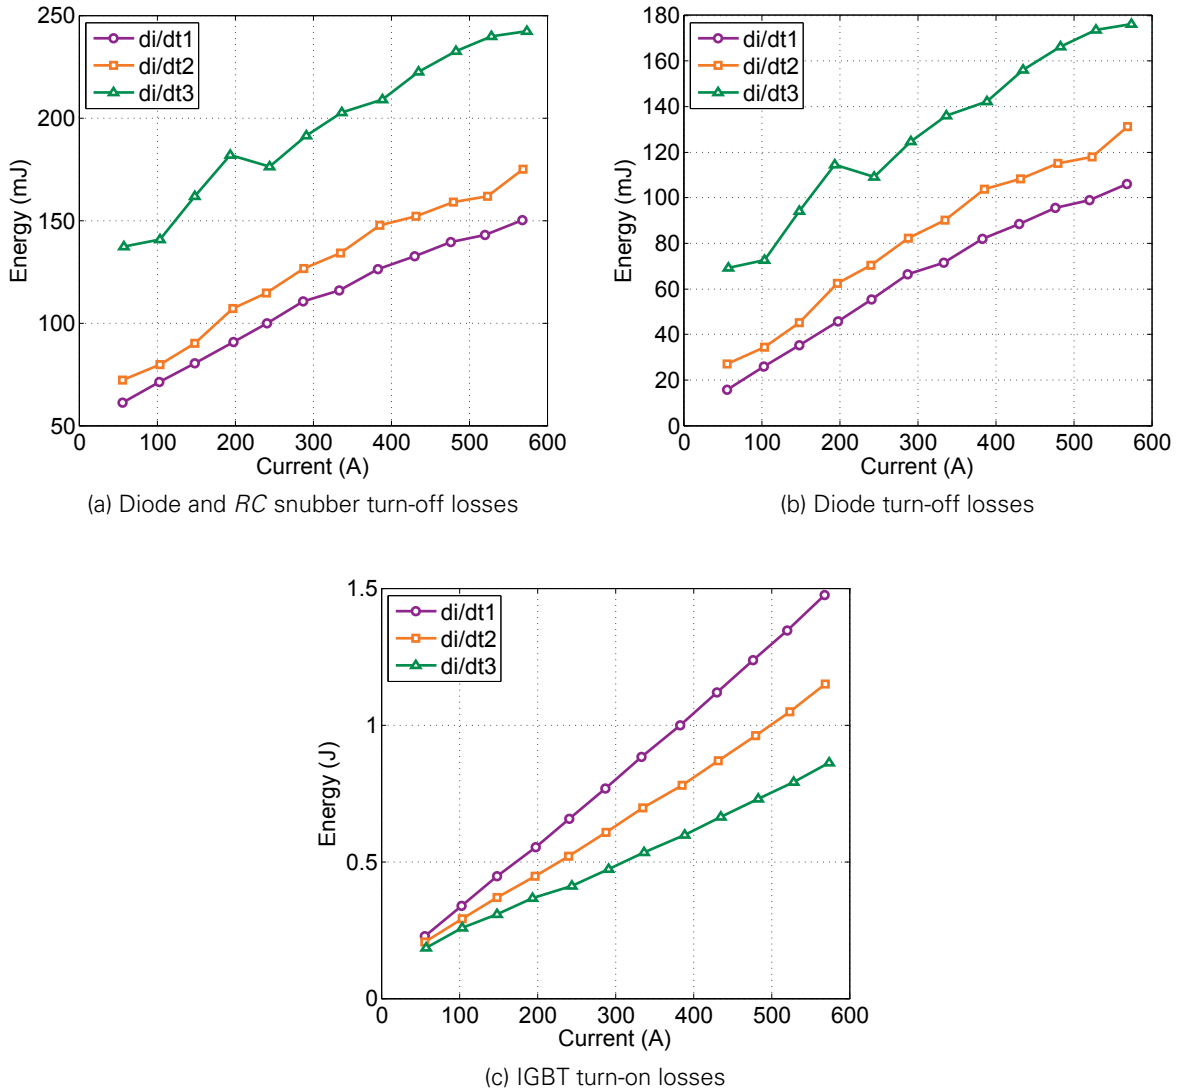 di/dt1
di/dt2
di/dt3
250
200
150
100
50
0 100 200 300 400 500 600
Energy (mJ)
Current (A)
(a) Diode and RC snubber turn-off losses
di/dt1
di/dt2
di/dt3
180
160
140
120
100
80
60
40
20
0
0 100 200 300 400 500 600
Energy (mJ)
Current (A)
(b) Diode turn-off losses
di/dt1
di/dt2
di/dt3
1.5
1
0.5
0
0 100 200 300 400 500 600
Energy (J)
Current (A)
(c) IGBT turn-on losses